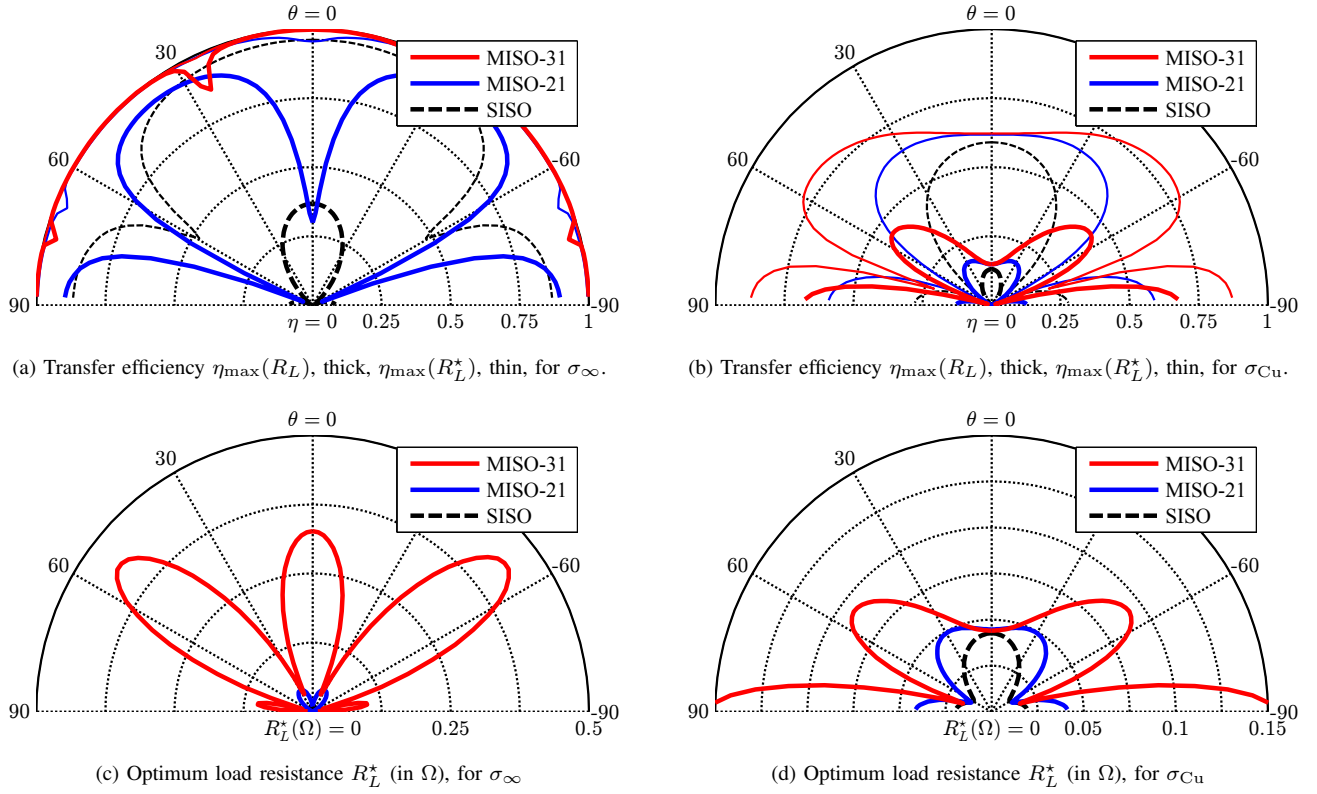 θ = 0
30
60
-60
90
-90
η = 0 0.25 0.5 0.75 1
MISO-31
MISO-21
SISO
(a) Transfer efficiency ηmax(RL), thick, ηmax(R⋆L), thin, for σ∞.
θ = 0
30
60
-60
90
-90
η = 0 0.25 0.5 0.75 1
MISO-31
MISO-21
SISO
(b) Transfer efficiency ηmax(RL), thick, ηmax(R⋆L), thin, for σCu.
θ = 0
30
60
-60
90
-90
R⋆L(Ω) = 0 0.25 0.5
MISO-31
MISO-21
SISO
(c) Optimum load resistance R⋆L (in Ω), for σ∞
θ = 0
30
60
-60
90
-90
R⋆L(Ω) = 0 0.05 0.1 0.15
MISO-31
MISO-21
SISO
(d) Optimum load resistance R⋆L (in Ω), for σCu